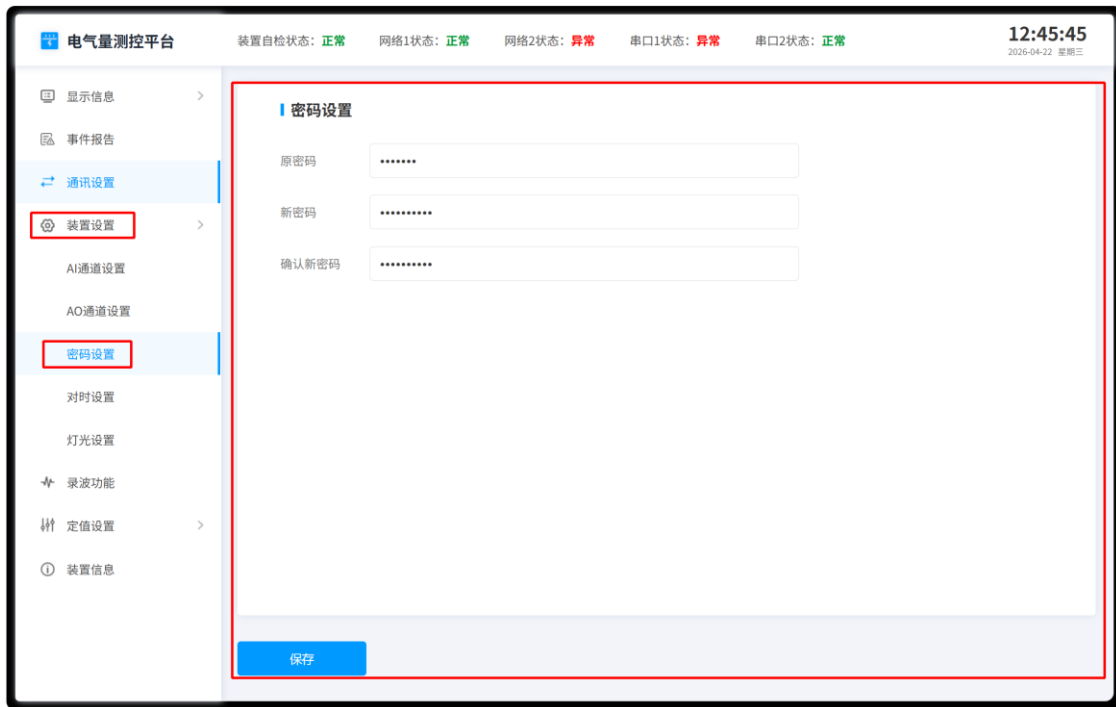 电气量测控平台
装置自检状态：正常 网络1状态：正常 网络2状态：异常 串口1状态：异常 串口2状态：正常
12:45:45
2026-04-22 星期三
显示信息
事件报告
通讯设置
装置设置
AI通道设置
AO通道设置
密码设置
对时设置
灯光设置
录波功能
定值设置
装置信息
密码设置
原密码 •••••••
新密码 ••••••••••
确认新密码 ••••••••••
保存